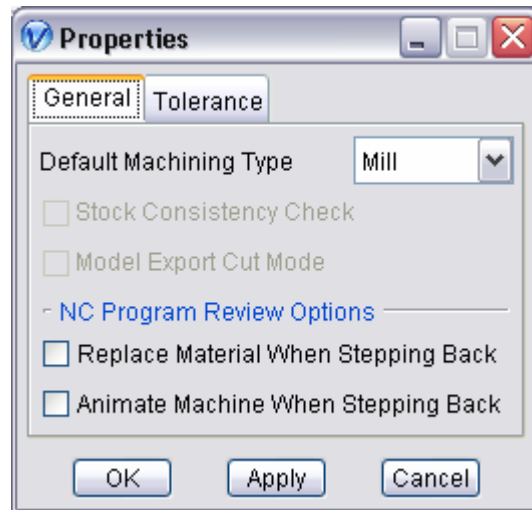 Properties
General Tolerance
Default Machining Type Mill
Stock Consistency Check
Model Export Cut Mode
NC Program Review Options
Replace Material When Stepping Back
Animate Machine When Stepping Back
OK Apply Cancel